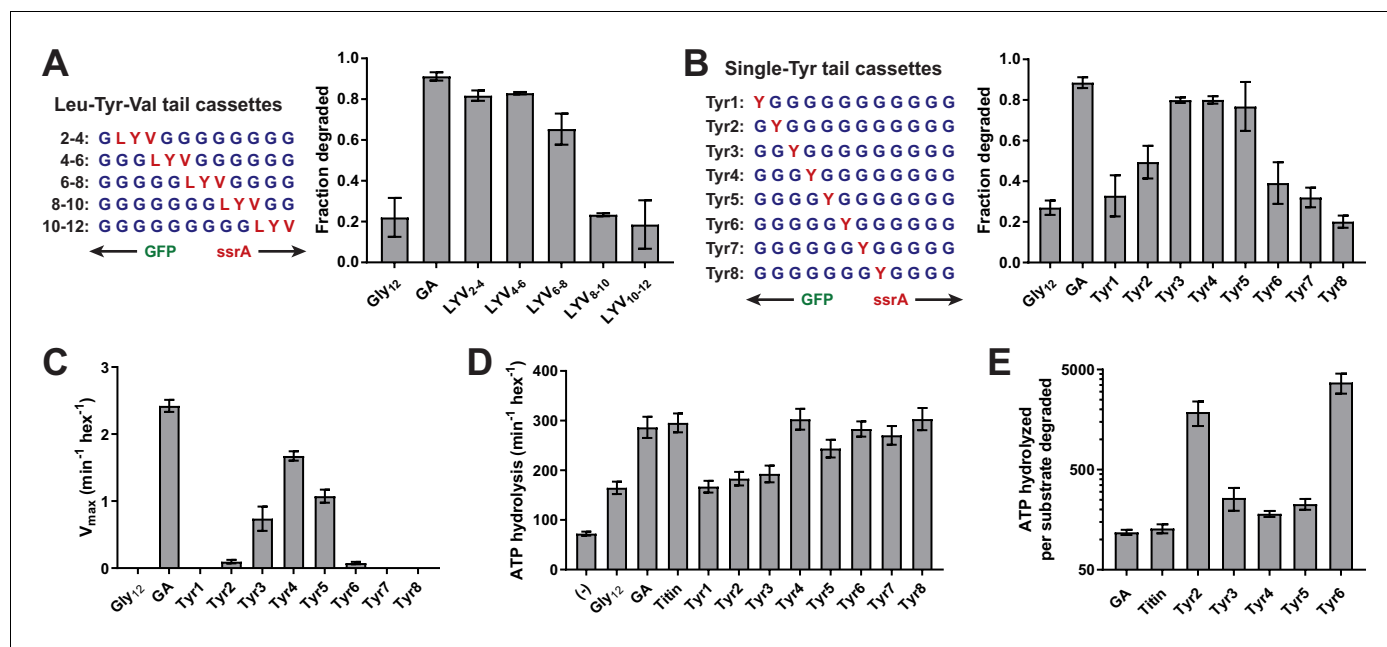 A
Leu-Tyr-Val tail cassettes
2-4: G L Y V G G G G G G G G
4-6: G G G L Y V G G G G G G
6-8: G G G G G L Y V G G G G
8-10: G G G G G G G L Y V G G
10-12: G G G G G G G G G L Y V
GFP ssrA
Fraction degraded
1.0
0.8
0.6
0.4
0.2
0.0
Gly12 GA LYV2-4 LYV4-6 LYV6-8 LYV8-10 LYV10-12
B
Single-Tyr tail cassettes
Tyr1: Y G G G G G G G G G G G
Tyr2: G Y G G G G G G G G G G
Tyr3: G G Y G G G G G G G G G
Tyr4: G G G Y G G G G G G G G
Tyr5: G G G G Y G G G G G G G
Tyr6: G G G G G Y G G G G G G
Tyr7: G G G G G G Y G G G G G
Tyr8: G G G G G G G Y G G G G
GFP ssrA
Fraction degraded
1.0
0.8
0.6
0.4
0.2
0.0
Gly12 GA Tyr1 Tyr2 Tyr3 Tyr4 Tyr5 Tyr6 Tyr7 Tyr8
C
Vmax (min-1 hex-1)
3
2
1
0
Gly12 GA Tyr1 Tyr2 Tyr3 Tyr4 Tyr5 Tyr6 Tyr7 Tyr8
D
ATP hydrolysis (min-1 hex-1)
400
300
200
100
0
(-) Gly12 GA Titin Tyr1 Tyr2 Tyr3 Tyr4 Tyr5 Tyr6 Tyr7 Tyr8
E
ATP hydrolyzed
per substrate degraded
5000
500
50
GA Titin Tyr2 Tyr3 Tyr4 Tyr5 Tyr6